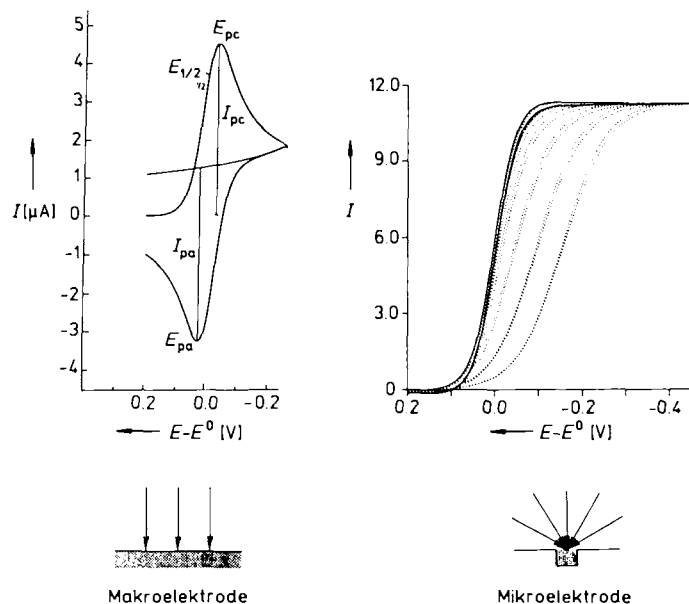 5
4
3
2
1
0
-1
-2
-3
-4
I [µA]
E_pc
E_1/2
I_pc
I_pa
E_pa
0.2 0.0 -0.2
E-E⁰ [V]
Makroelektrode
12.0
9.0
6.0
3.0
0
I
0.2 0.0 -0.2 -0.4
E-E⁰ [V]
Mikroelektrode